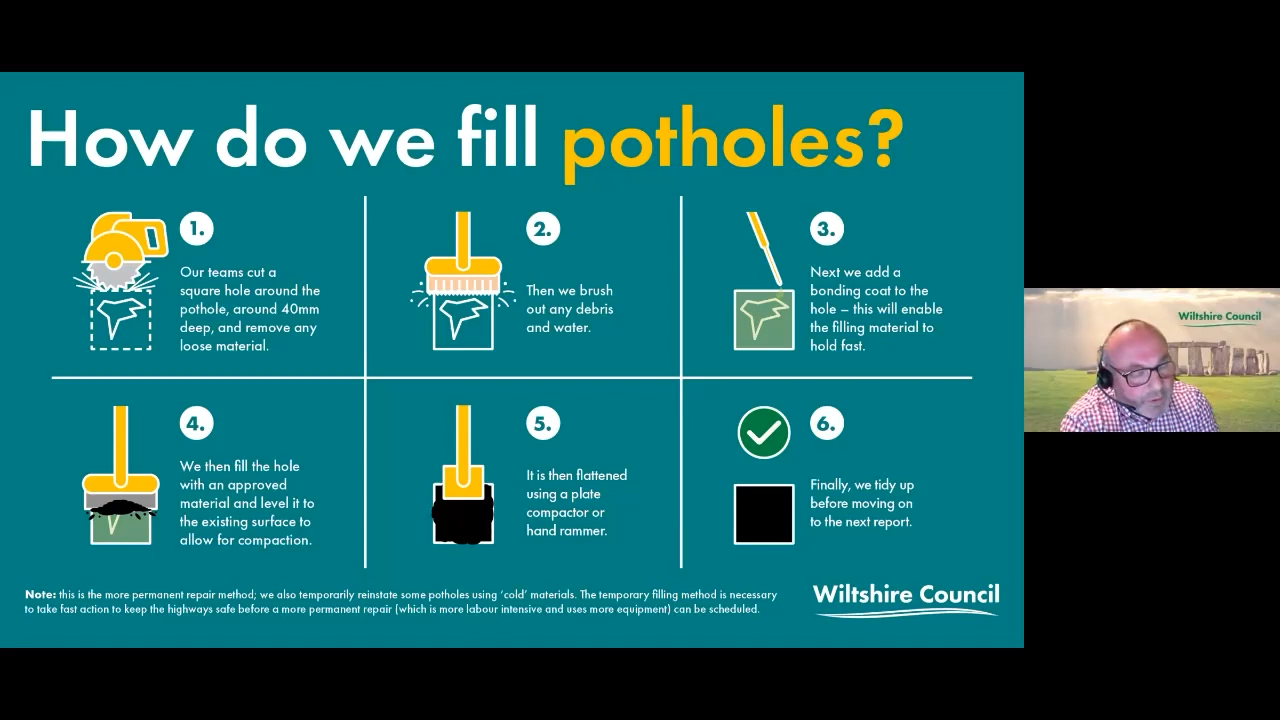 How do we fill potholes?
1.
Our teams cut a
square hole around the
pothole, around 40mm
deep, and remove any
loose material.
2.
Then we brush
out any debris
and water.
3.
Next we add a
bonding coat to the
hole – this will enable
the filling material to
hold fast.
4.
We then fill the hole
with an approved
material and level it to
the existing surface to
allow for compaction.
5.
It is then flattened
using a plate
compactor or
hand rammer.
6.
Finally, we tidy up
before moving on
to the next report.
Note: this is the more permanent repair method; we also temporarily reinstate some potholes using ‘cold’ materials. The temporary filling method is necessary
to take fast action to keep the highways safe before a more permanent repair (which is more labour intensive and uses more equipment) can be scheduled.
Wiltshire Council
Wiltshire Council